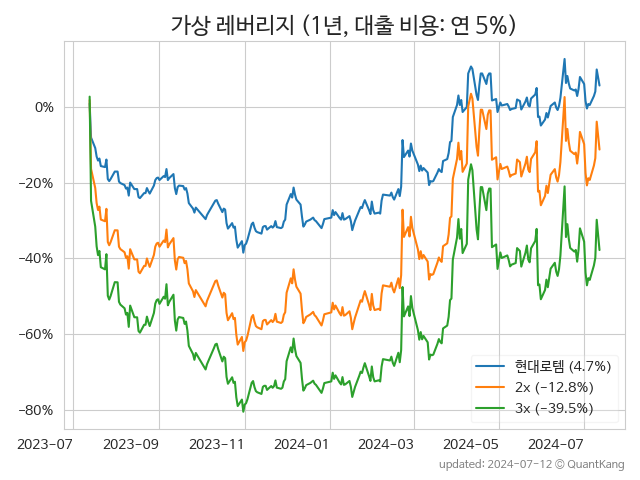 가상 레버리지 (1년, 대출 비용: 연 5%)
0%
−20%
−40%
−60%
−80%
현대로템 (4.7%)
2x (−12.8%)
3x (−39.5%)
2023-07 2023-09 2023-11 2024-01 2024-03 2024-05 2024-07
updated: 2024-07-12 © QuantKang